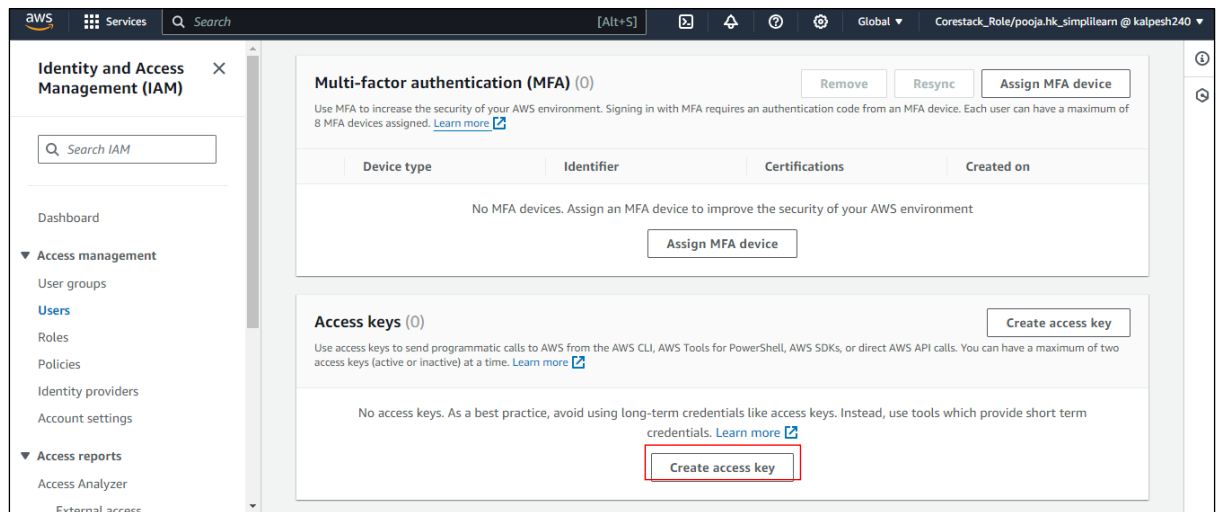 aws
Services
Search
[Alt+S]
Global ▼
Corestack_Role/pooja.hk_simplilearn @ kalpesh240 ▼
Identity and Access
Management (IAM)
Search IAM
Dashboard
Access management
User groups
Users
Roles
Policies
Identity providers
Account settings
Access reports
Access Analyzer
External access
Multi-factor authentication (MFA) (0)
Remove
Resync
Assign MFA device
Use MFA to increase the security of your AWS environment. Signing in with MFA requires an authentication code from an MFA device. Each user can have a maximum of
8 MFA devices assigned. Learn more
Device type
Identifier
Certifications
Created on
No MFA devices. Assign an MFA device to improve the security of your AWS environment
Assign MFA device
Access keys (0)
Create access key
Use access keys to send programmatic calls to AWS from the AWS CLI, AWS Tools for PowerShell, AWS SDKs, or direct AWS API calls. You can have a maximum of two
access keys (active or inactive) at a time. Learn more
No access keys. As a best practice, avoid using long-term credentials like access keys. Instead, use tools which provide short term
credentials. Learn more
Create access key